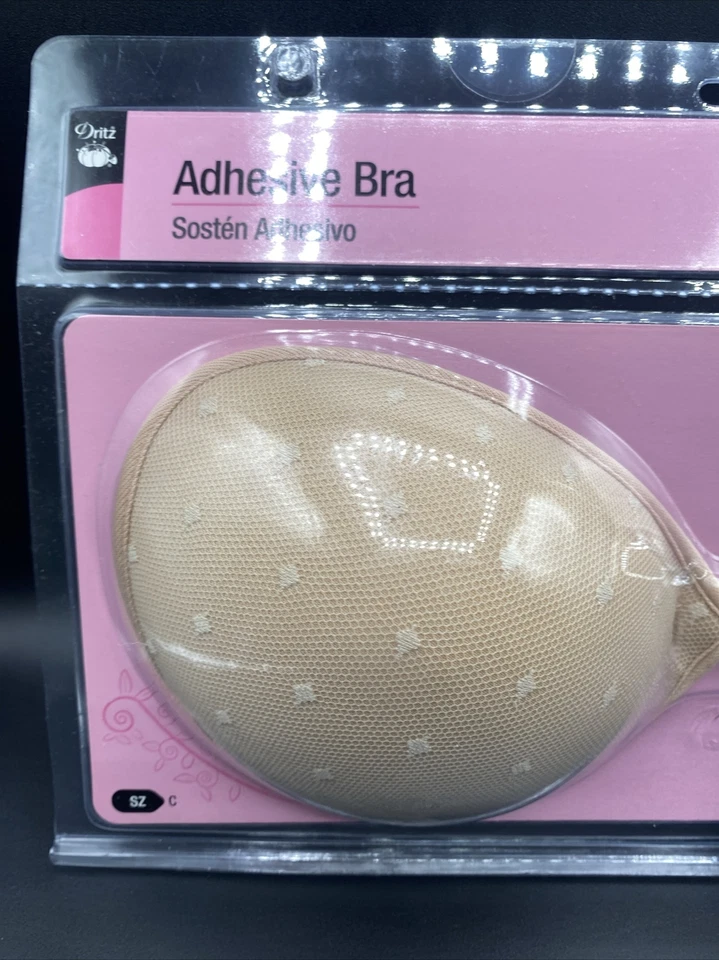 Dritz
Adhesive Bra
Sostén Adhesivo
SZ C